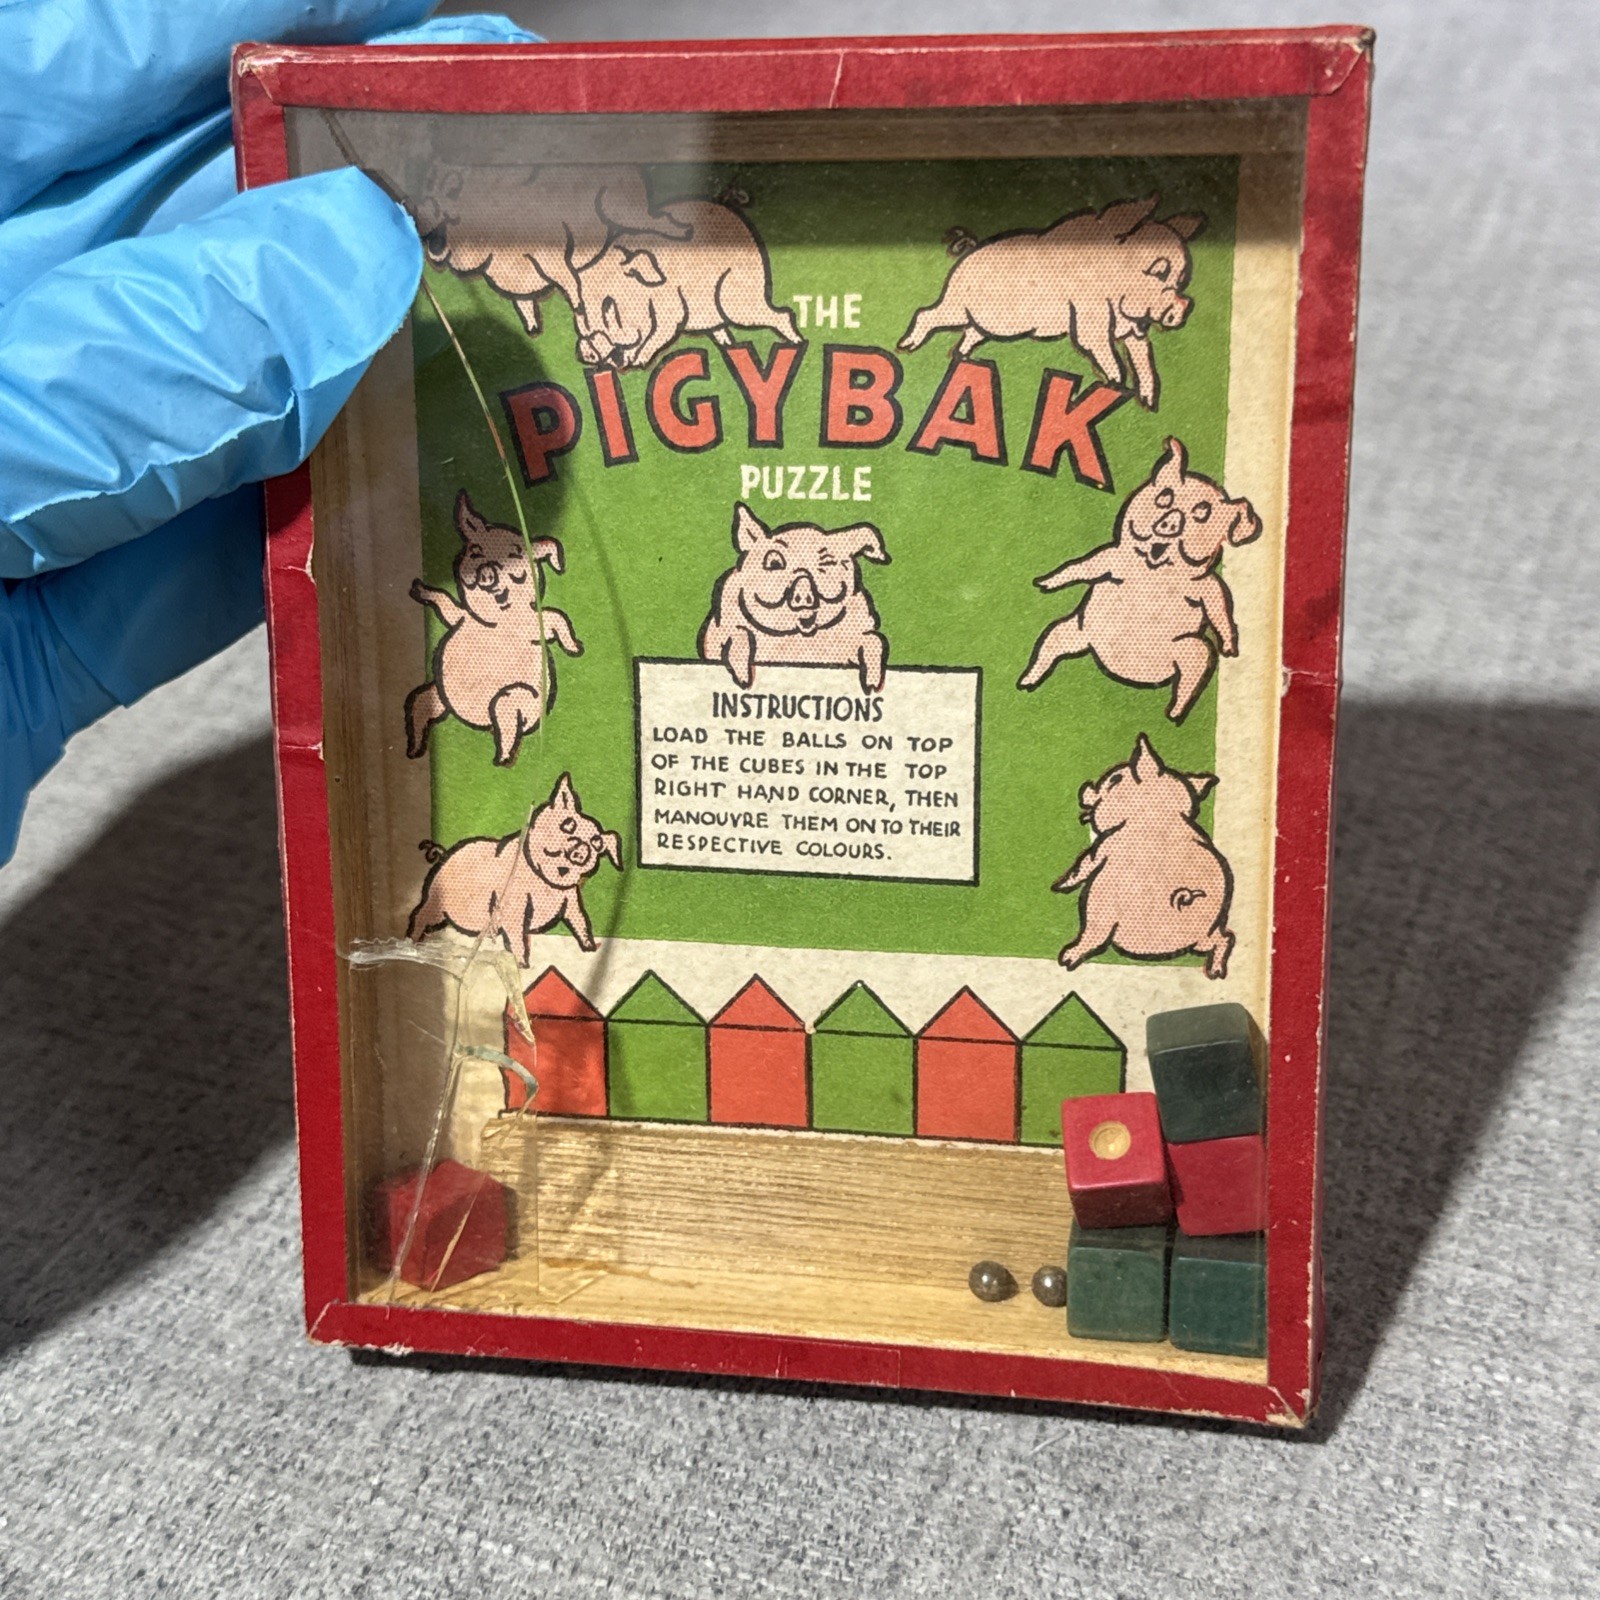 THE
PIGYBAK
PUZZLE
INSTRUCTIONS
LOAD THE BALLS ON TOP
OF THE CUBES IN THE TOP
RIGHT HAND CORNER, THEN
MANOUVRE THEM ON TO THEIR
RESPECTIVE COLOURS.